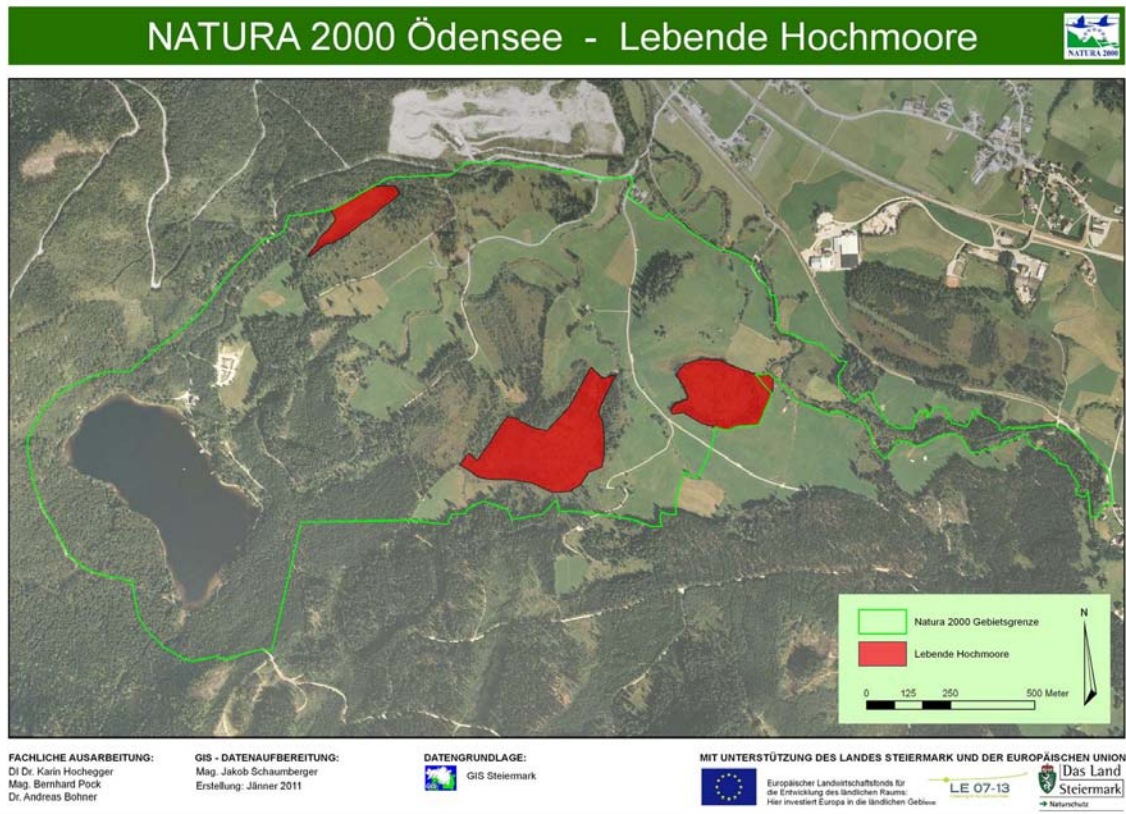 NATURA 2000 Ödensee - Lebende Hochmoore
NATURA 2000
Natura 2000 Gebietsgrenze
Lebende Hochmoore
N
0 125 250 500 Meter
FACHLICHE AUSARBEITUNG:
DI Dr. Karin Hochegger
Mag. Bernhard Pock
Dr. Andreas Bohner
GIS - DATENAUFBEREITUNG:
Mag. Jakob Schaumberger
Erstellung: Jänner 2011
DATENGRUNDLAGE:
GIS Steiermark
MIT UNTERSTÜTZUNG DES LANDES STEIERMARK UND DER EUROPÄISCHEN UNION
Europäischer Landwirtschaftsfonds für
die Entwicklung des ländlichen Raums:
Hier investiert Europa in die ländlichen Gebiete
LE 07-13
Das Land
Steiermark
→ Naturschutz